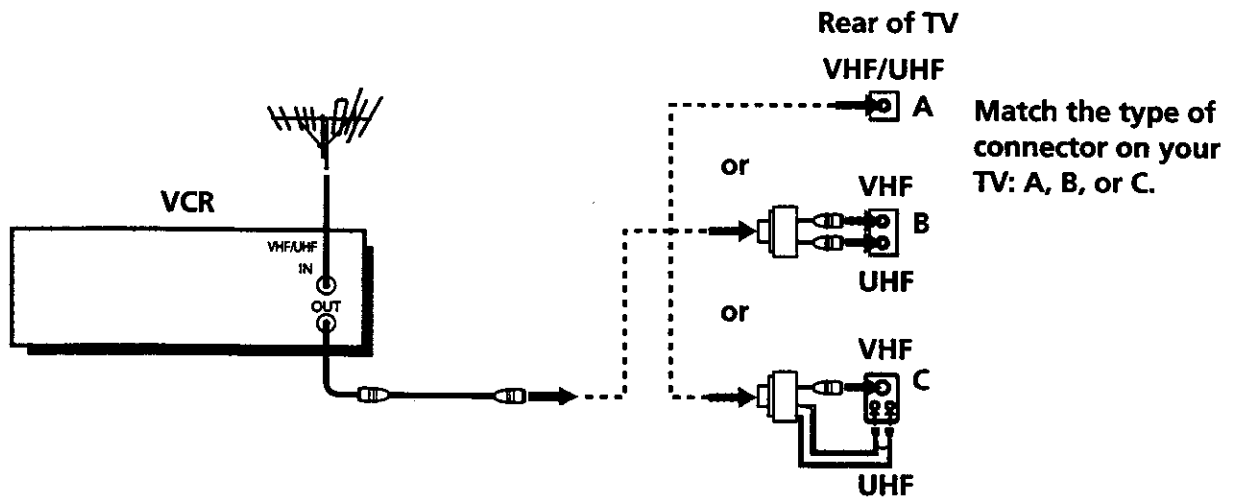 Rear of TV
VHF/UHF
A
Match the type of
connector on your
TV: A, B, or C.
or
VHF
B
UHF
VCR
VHF/UHF
IN
OUT
or
VHF
C
UHF